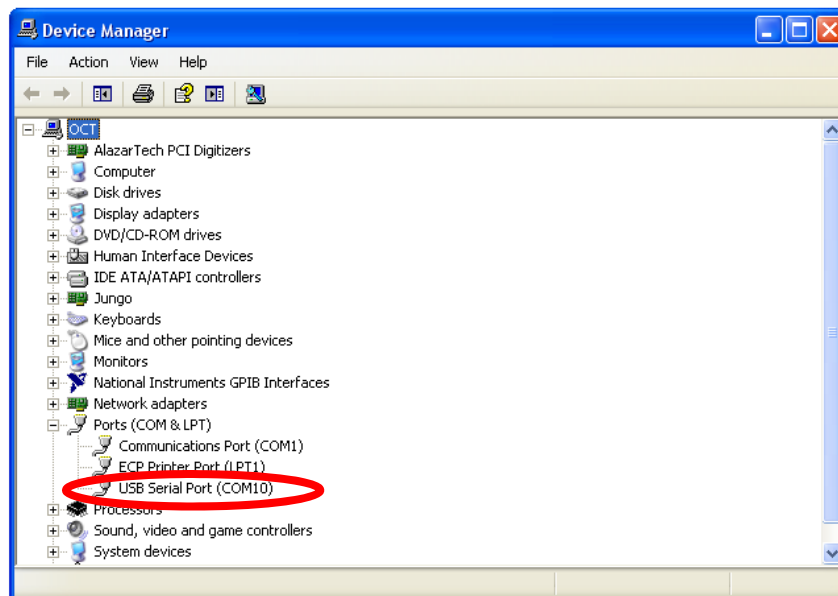 Device Manager
File Action View Help
OCT
AlazarTech PCI Digitizers
Computer
Disk drives
Display adapters
DVD/CD-ROM drives
Human Interface Devices
IDE ATA/ATAPI controllers
Jungo
Keyboards
Mice and other pointing devices
Monitors
National Instruments GPIB Interfaces
Network adapters
Ports (COM & LPT)
Communications Port (COM1)
ECP Printer Port (LPT1)
USB Serial Port (COM10)
Processors
Sound, video and game controllers
System devices